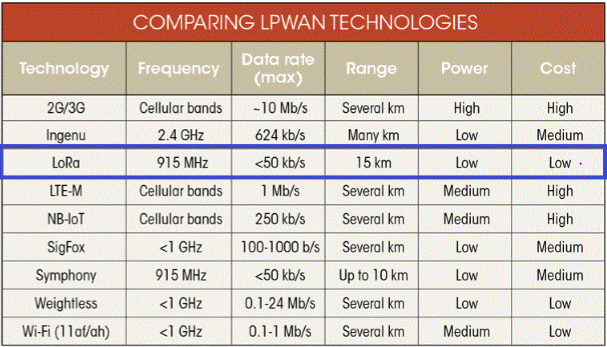 COMPARING LPWAN TECHNOLOGIES
Technology Frequency Data rate (max) Range Power Cost
2G/3G Cellular bands ~10 Mb/s Several km High High
Ingenu 2.4 GHz 624 kb/s Many km Low Medium
LoRa 915 MHz <50 kb/s 15 km Low Low
LTE-M Cellular bands 1 Mb/s Several km Medium High
NB-IoT Cellular bands 250 kb/s Several km Medium High
SigFox <1 GHz 100-1000 b/s Several km Low Medium
Symphony 915 MHz <50 kb/s Up to 10 km Low Medium
Weightless <1 GHz 0.1-24 Mb/s Several km Low Low
Wi-Fi (11af/ah) <1 GHz 0.1-1 Mb/s Several km Medium Low